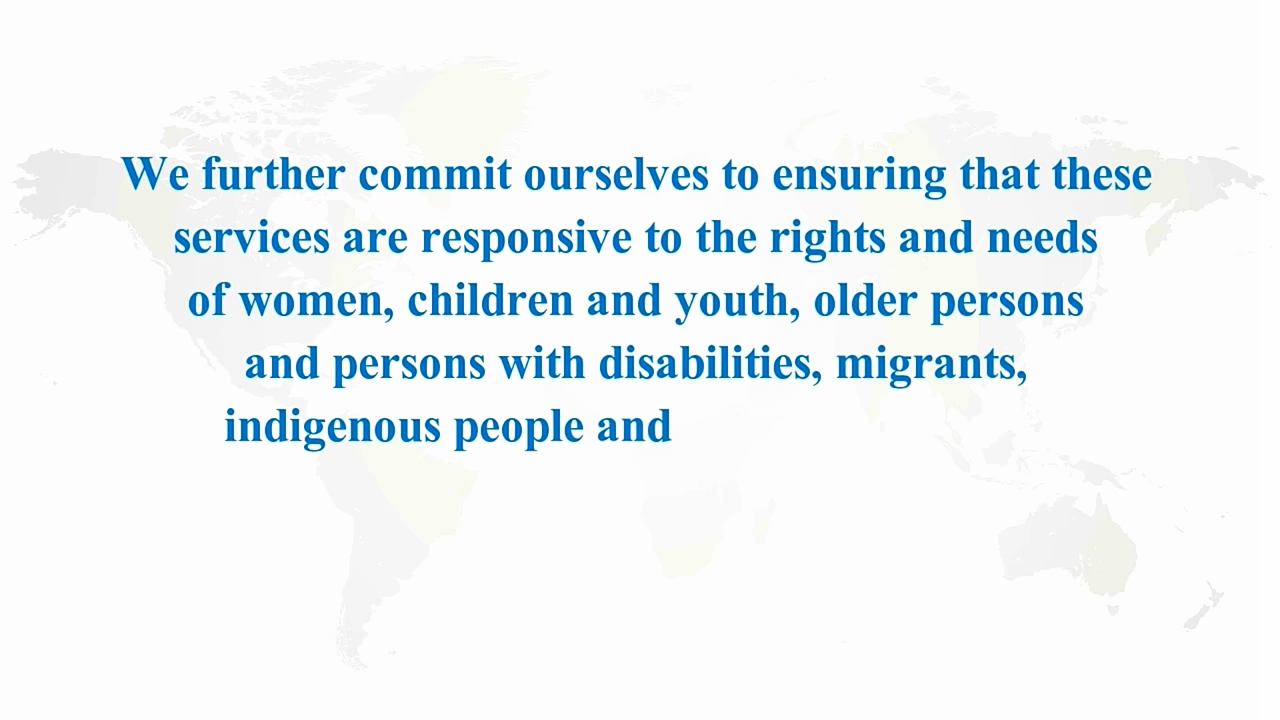 We further commit ourselves to ensuring that these
services are responsive to the rights and needs
of women, children and youth, older persons
and persons with disabilities, migrants,
indigenous people and